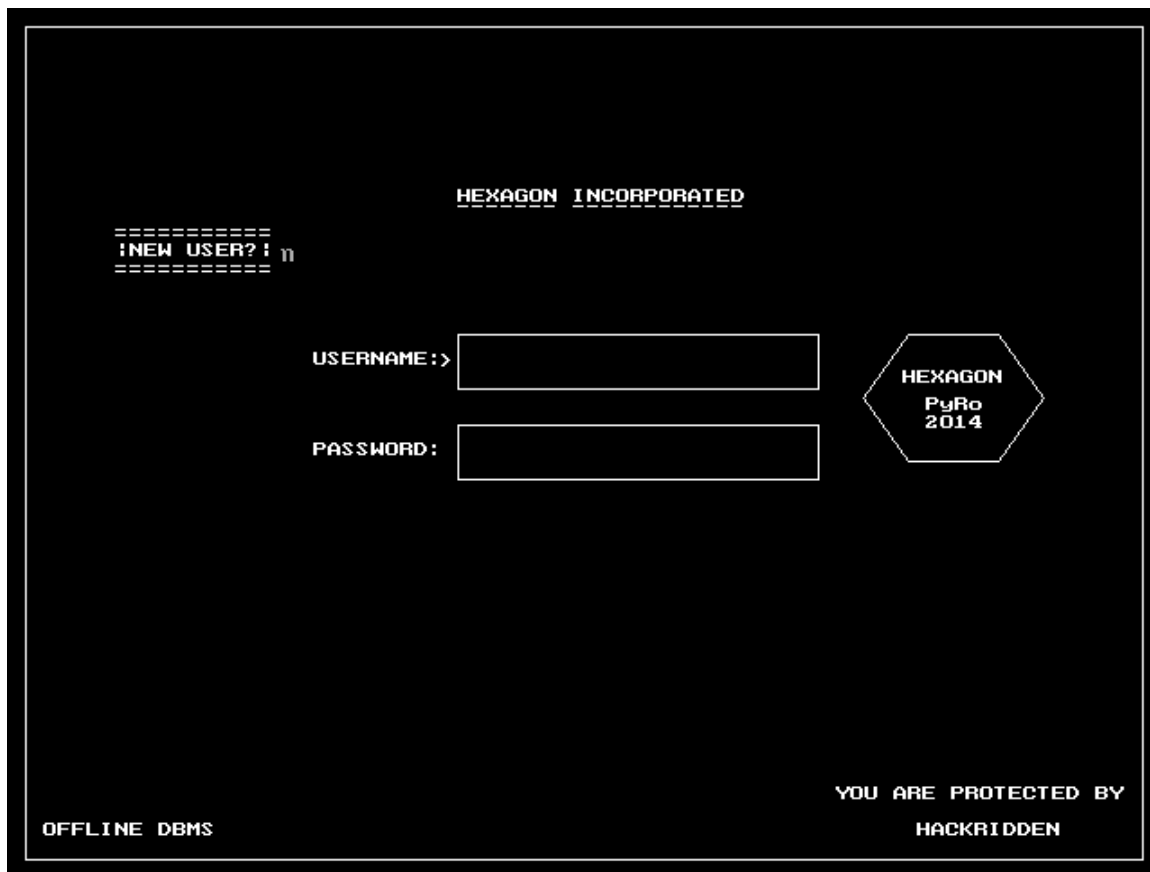 HEXAGON INCORPORATED
===========
¦NEW USER?¦ n
===========
USERNAME:>
HEXAGON
PyRo
2014
PASSWORD:
YOU ARE PROTECTED BY
OFFLINE DBMS
HACKRIDDEN